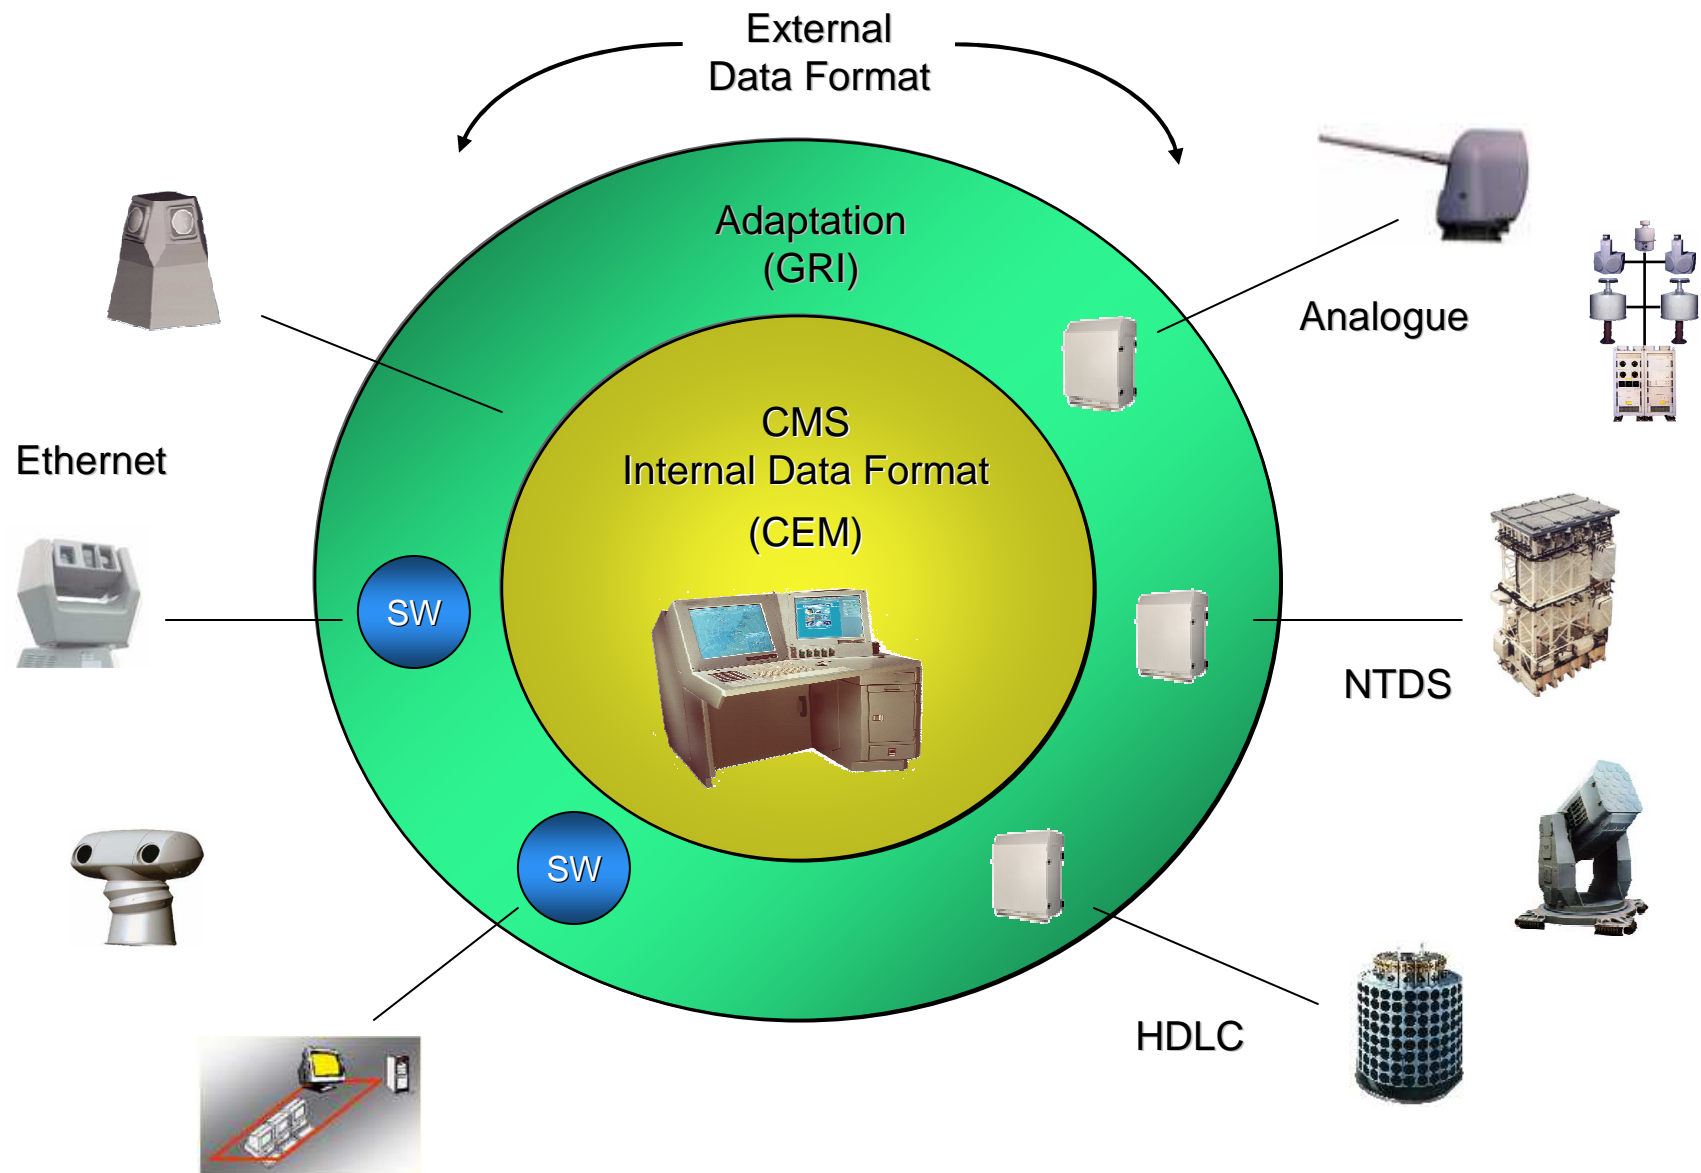 External
Data Format
Adaptation
(GRI)
Analogue
CMS
Internal Data Format
(CEM)
Ethernet
SW
NTDS
SW
HDLC